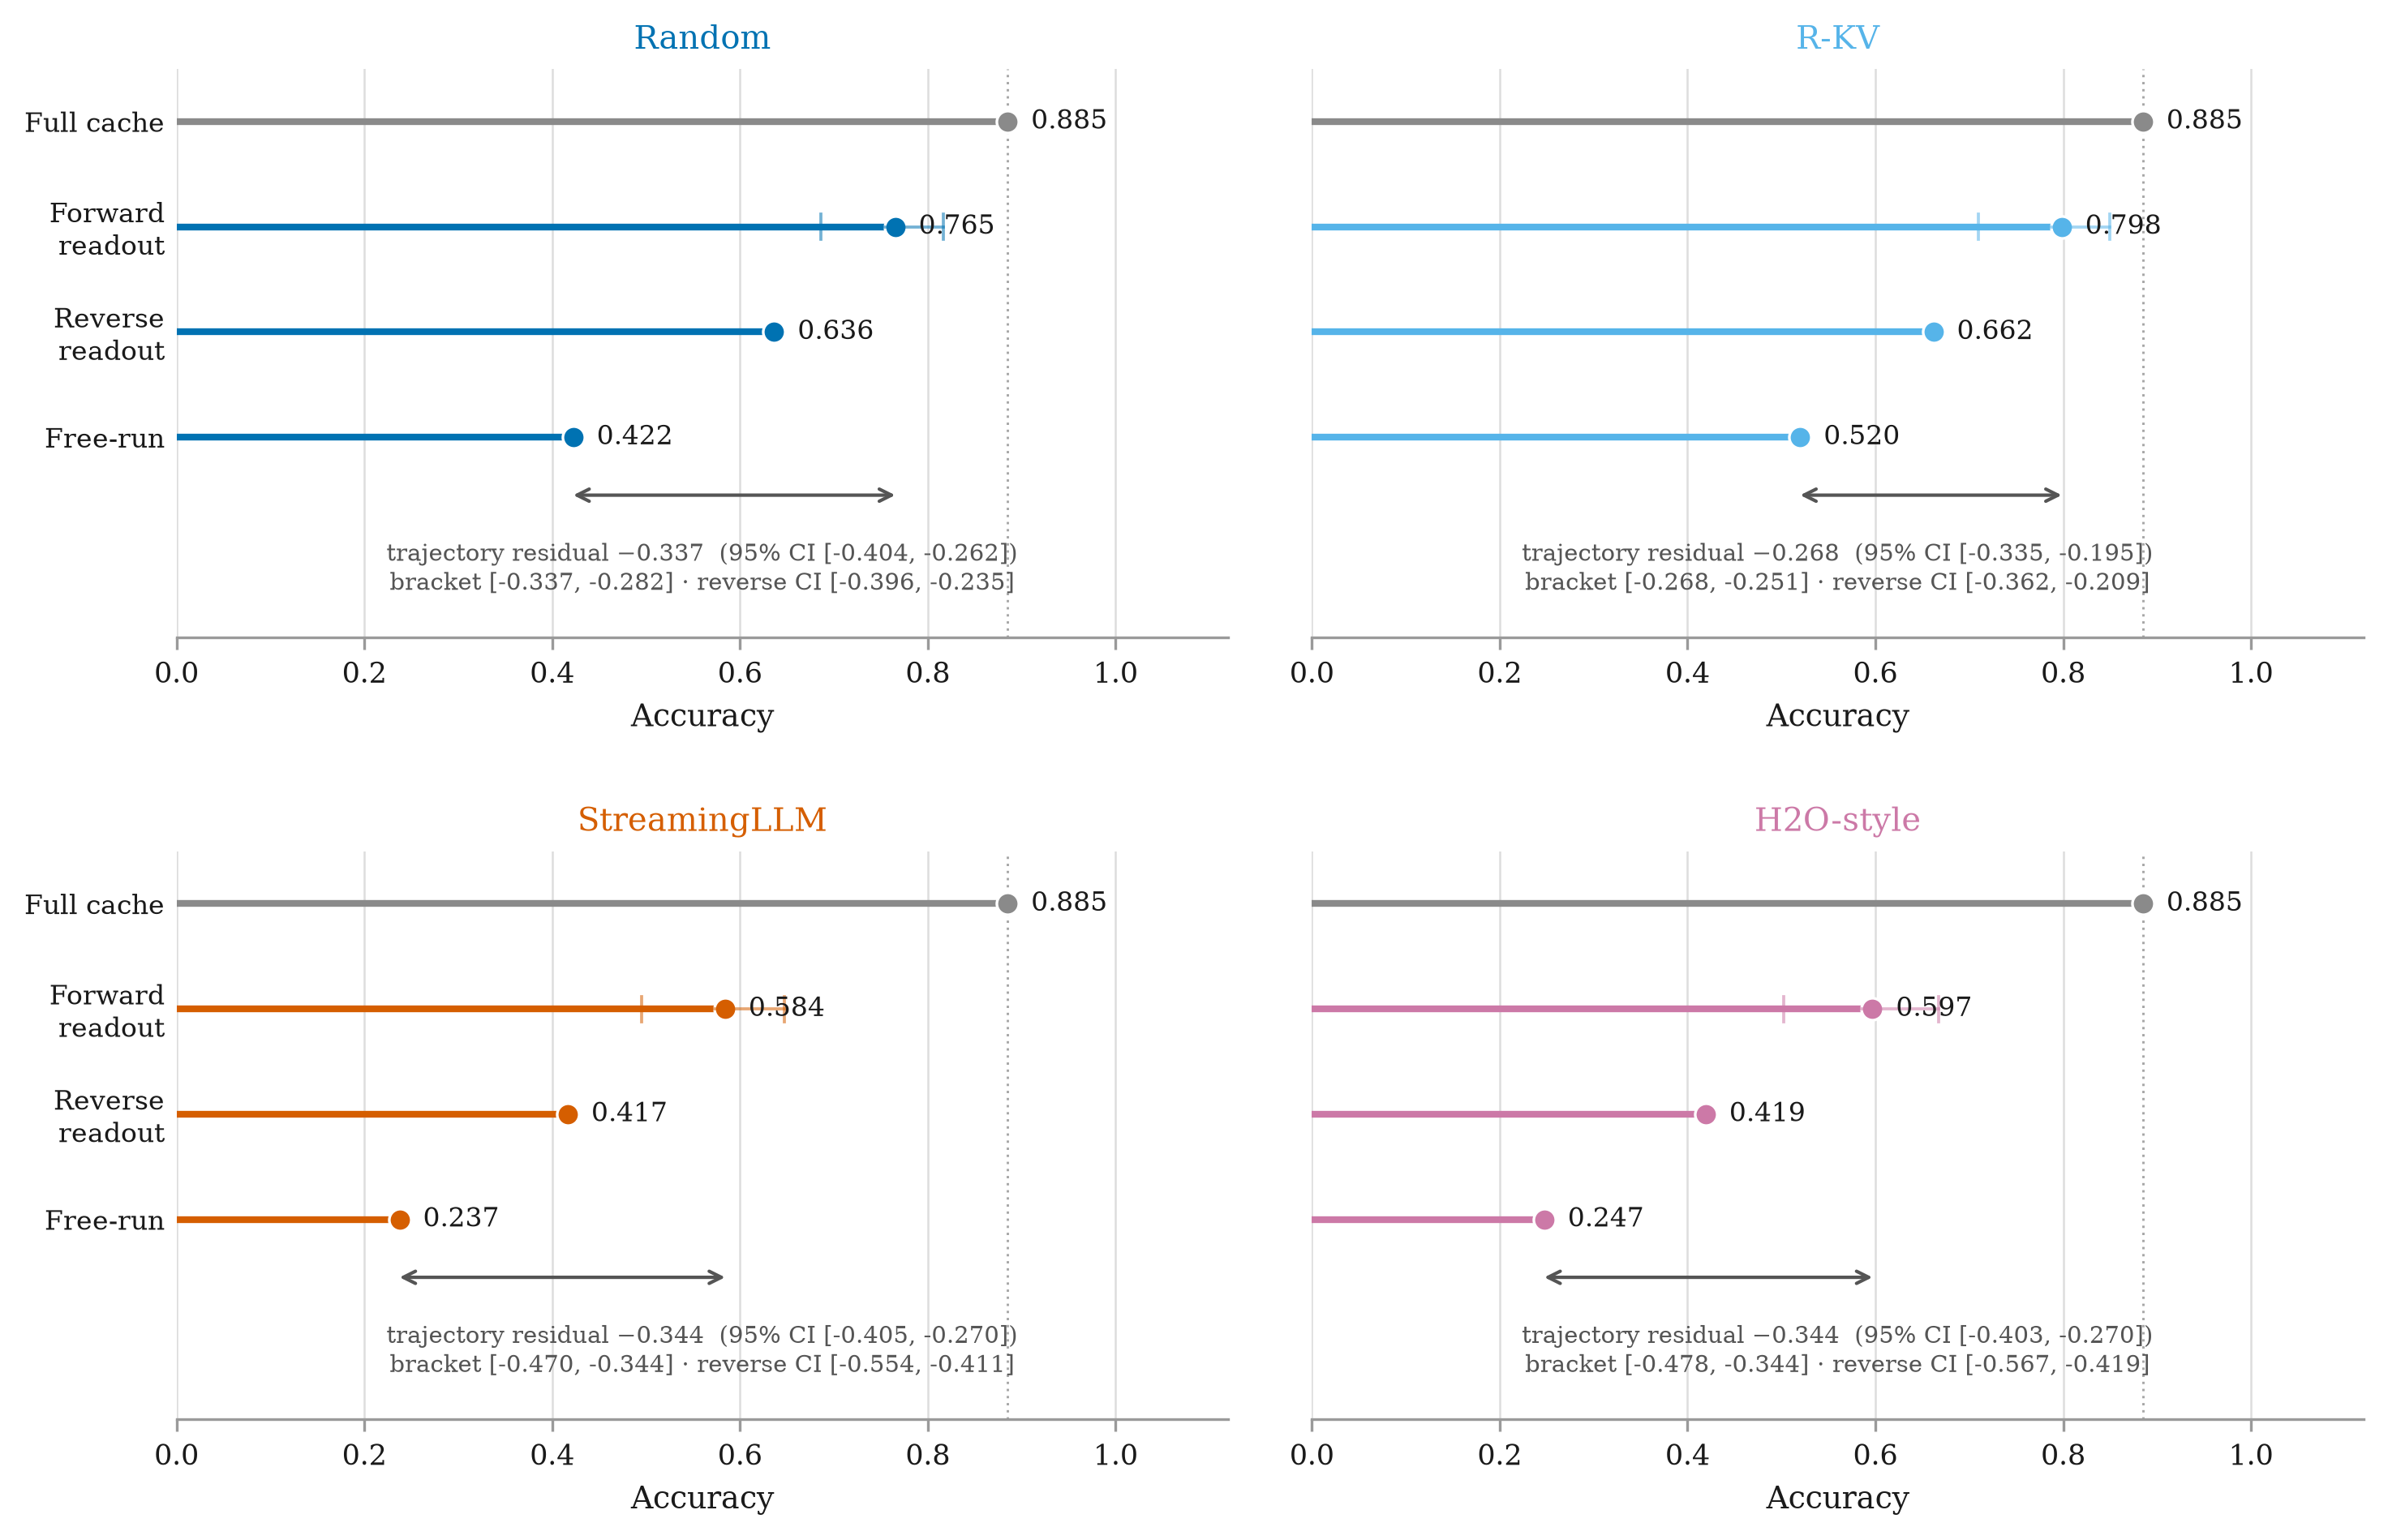 Random
Full cache
0.885
Forward
readout
0.765
Reverse
readout
0.636
Free-run
0.422
trajectory residual −0.337  (95% CI [-0.404, -0.262])
bracket [-0.337, -0.282] · reverse CI [-0.396, -0.235]
0.0 0.2 0.4 0.6 0.8 1.0
Accuracy
R-KV
0.885
0.798
0.662
0.520
trajectory residual −0.268  (95% CI [-0.335, -0.195])
bracket [-0.268, -0.251] · reverse CI [-0.362, -0.209]
0.0 0.2 0.4 0.6 0.8 1.0
Accuracy
StreamingLLM
Full cache
0.885
Forward
readout
0.584
Reverse
readout
0.417
Free-run
0.237
trajectory residual −0.344  (95% CI [-0.405, -0.270])
bracket [-0.470, -0.344] · reverse CI [-0.554, -0.411]
0.0 0.2 0.4 0.6 0.8 1.0
Accuracy
H2O-style
0.885
0.597
0.419
0.247
trajectory residual −0.344  (95% CI [-0.403, -0.270])
bracket [-0.478, -0.344] · reverse CI [-0.567, -0.419]
0.0 0.2 0.4 0.6 0.8 1.0
Accuracy